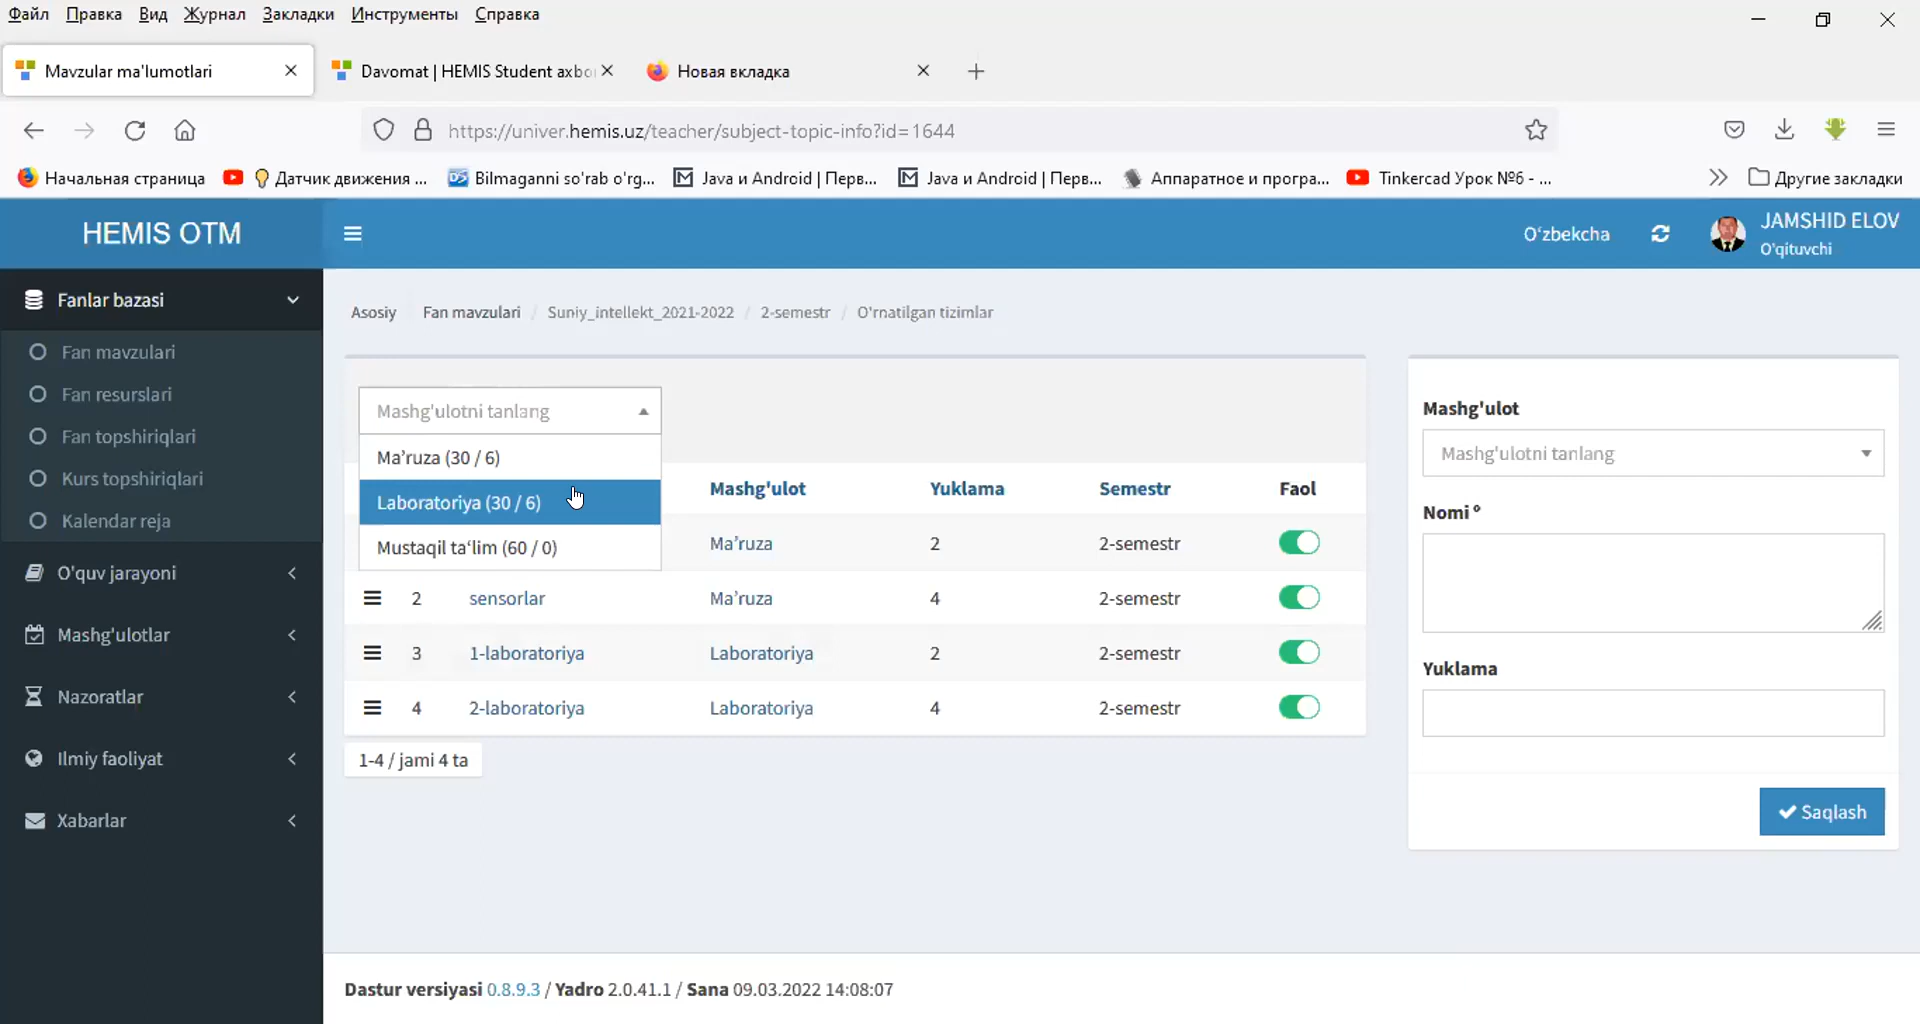 Файл Правка Вид Журнал Закладки Инструменты Справка
Mavzular ma'lumotlari
Davomat | HEMIS Student axbo
Новая вкладка
https://univer.hemis.uz/teacher/subject-topic-info?id=1644
Начальная страница
Датчик движения ...
Bilmaganni so'rab o'rg...
Java и Android | Перв...
Java и Android | Перв...
Аппаратное и програ...
Tinkercad Урок №6 - ...
Другие закладки
HEMIS OTM
O‘zbekcha
JAMSHID ELOV
O'qituvchi
Fanlar bazasi
Fan mavzulari
Fan resurslari
Fan topshiriqlari
Kurs topshiriqlari
Kalendar reja
O'quv jarayoni
Mashg'ulotlar
Nazoratlar
Ilmiy faoliyat
Xabarlar
Asosiy Fan mavzulari / Suniy_intellekt_2021-2022 / 2-semestr / O'rnatilgan tizimlar
Mashg'ulotni tanlang
Ma’ruza (30 / 6)
Laboratoriya (30 / 6)
Mustaqil ta‘lim (60 / 0)
Mashg'ulot Yuklama Semestr Faol
Ma’ruza 2 2-semestr
2 sensorlar Ma’ruza 4 2-semestr
3 1-laboratoriya Laboratoriya 2 2-semestr
4 2-laboratoriya Laboratoriya 4 2-semestr
1-4 / jami 4 ta
Mashg'ulot
Mashg'ulotni tanlang
Nomi º
Yuklama
Saqlash
Dastur versiyasi 0.8.9.3 / Yadro 2.0.41.1 / Sana 09.03.2022 14:08:07